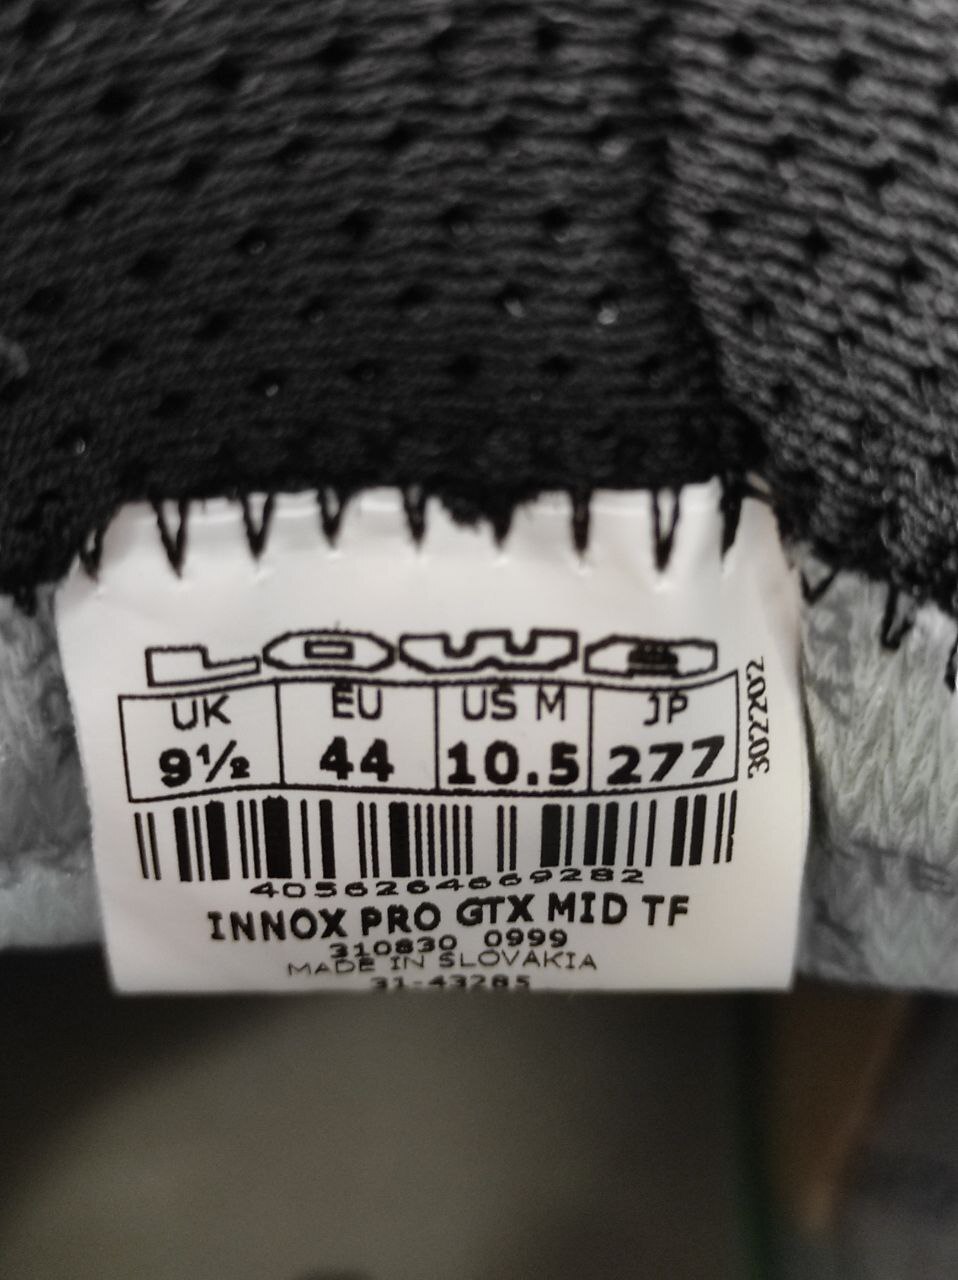 LOWA
UK EU US M JP
9½ 44 10.5 277
3022202
4056264669282
INNOX PRO GTX MID TF
310830 0999
MADE IN SLOVAKIA
31-43285